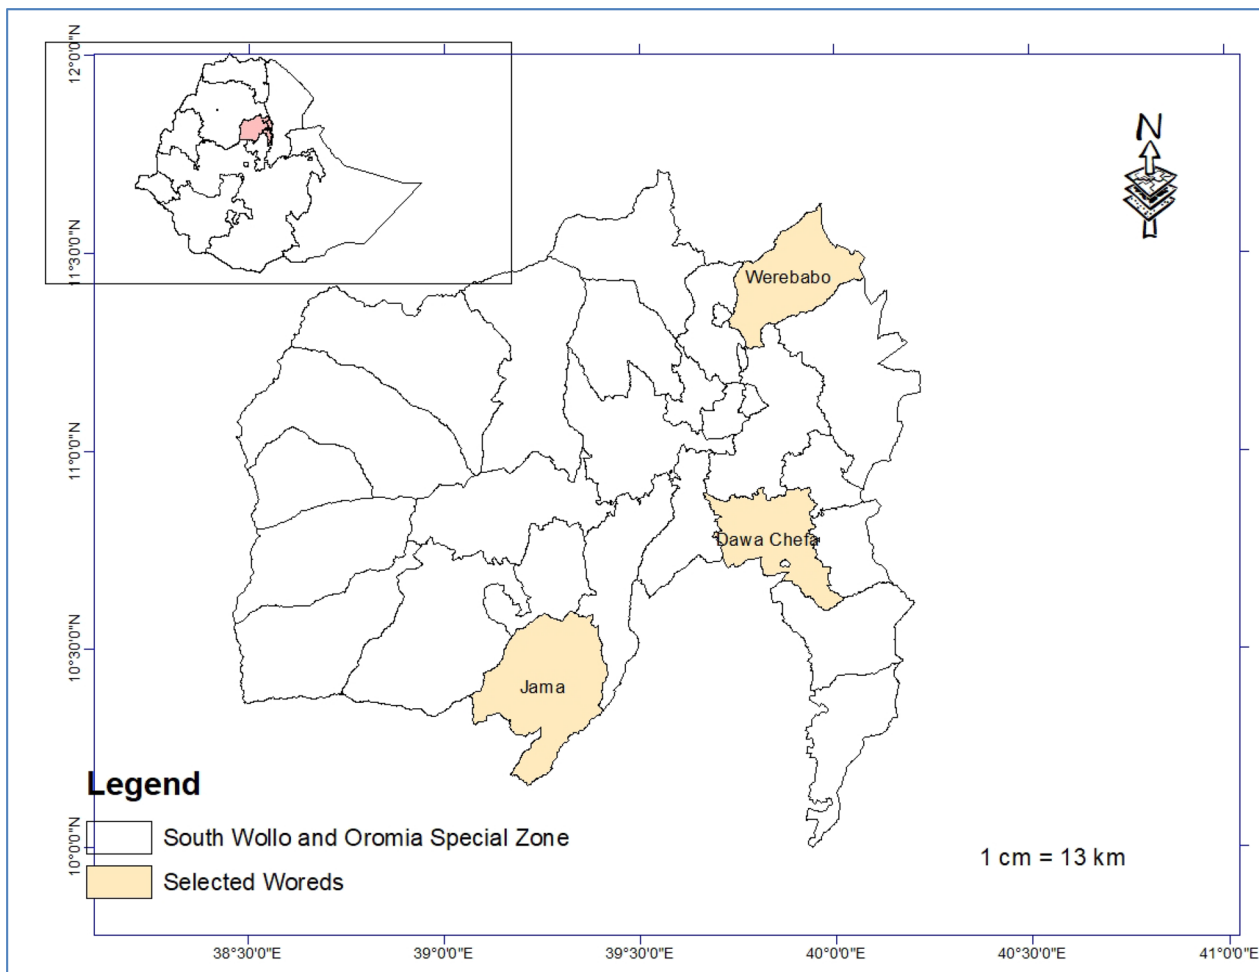 12°0'0"N
N
11°30'0"N
Werebabo
11°0'0"N
Dawa Chefa
10°30'0"N
Jama
Legend
South Wollo and Oromia Special Zone
10°0'0"N
1 cm = 13 km
Selected Woreds
38°30'0"E
39°0'0"E
39°30'0"E
40°0'0"E
40°30'0"E
41°0'0"E